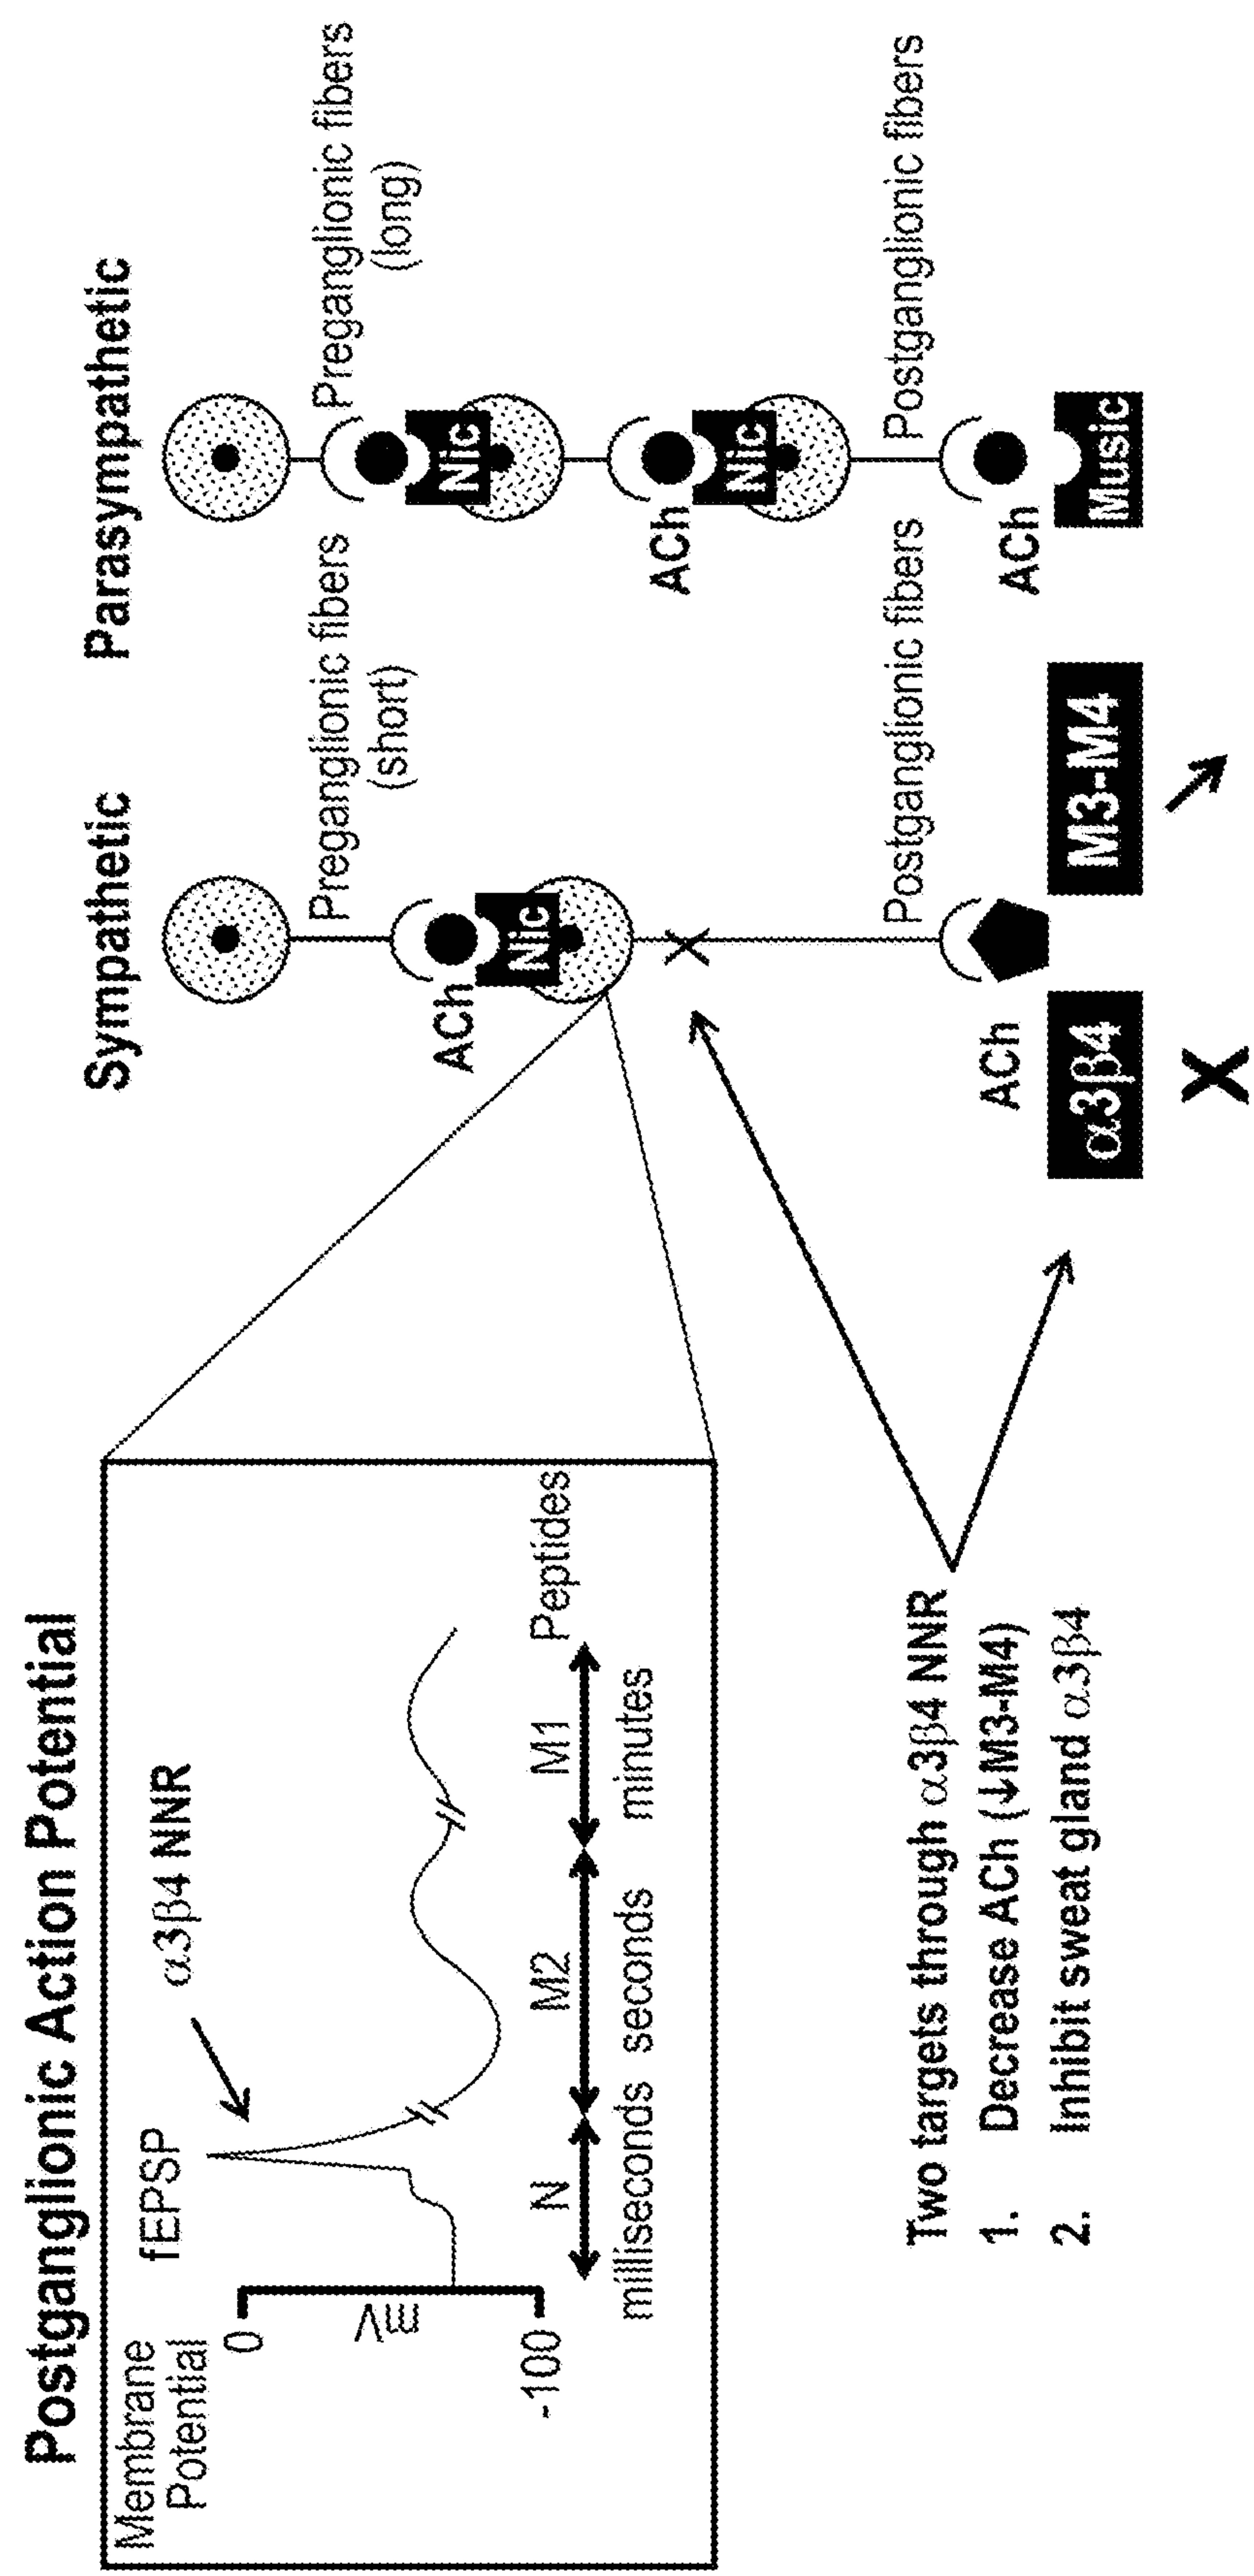 Postganglionic Action Potential
Membrane
Potential
fEPSP
α3β4 NNR
0
mV
-100
N
M2
M1
Peptides
milliseconds
seconds
minutes
Two targets through α3β4 NNR
1. Decrease ACh (↓M3-M4)
2. Inhibit sweat gland α3β4
Sympathetic
Preganglionic fibers
(short)
ACh
Nic
Postganglionic fibers
ACh
α3β4
M3-M4
X
X
Parasympathetic
Preganglionic fibers
(long)
Nic
ACh
Nic
Postganglionic fibers
ACh
Music